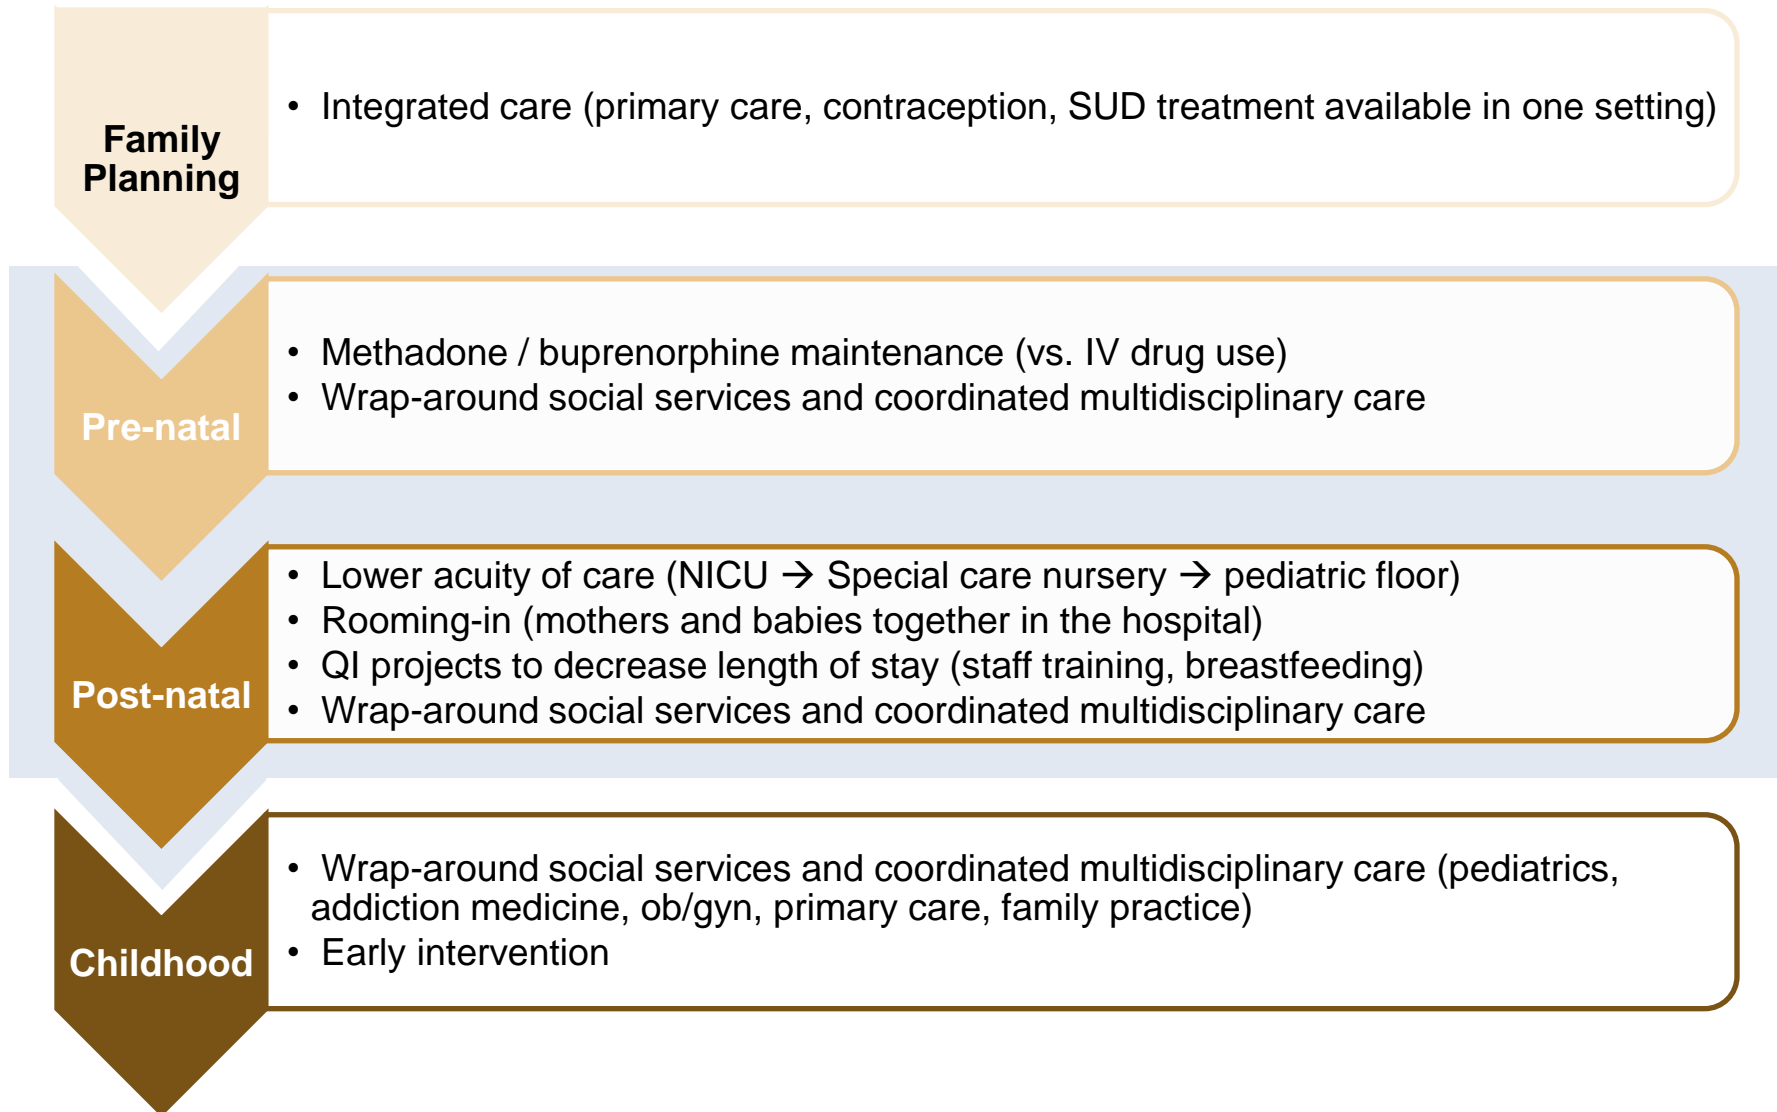 Family
Planning
• Integrated care (primary care, contraception, SUD treatment available in one setting)
Pre-natal
• Methadone / buprenorphine maintenance (vs. IV drug use)
• Wrap-around social services and coordinated multidisciplinary care
Post-natal
• Lower acuity of care (NICU → Special care nursery → pediatric floor)
• Rooming-in (mothers and babies together in the hospital)
• QI projects to decrease length of stay (staff training, breastfeeding)
• Wrap-around social services and coordinated multidisciplinary care
Childhood
• Wrap-around social services and coordinated multidisciplinary care (pediatrics,
addiction medicine, ob/gyn, primary care, family practice)
• Early intervention